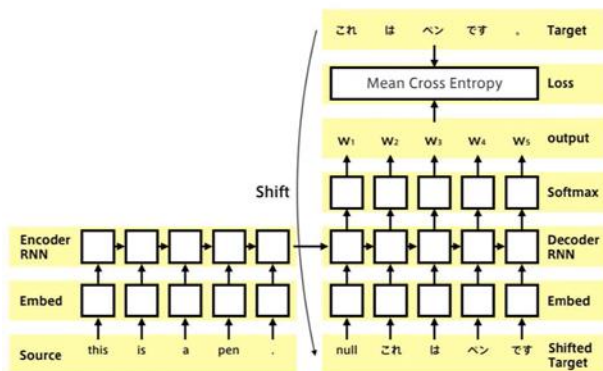 これ は ペン です 。 Target
Mean Cross Entropy Loss
W₁ W₂ W₃ W₄ W₅ output
Shift
Softmax
Encoder RNN
Decoder RNN
Embed Embed
Source this is a pen .
null これ は ペン です Shifted Target